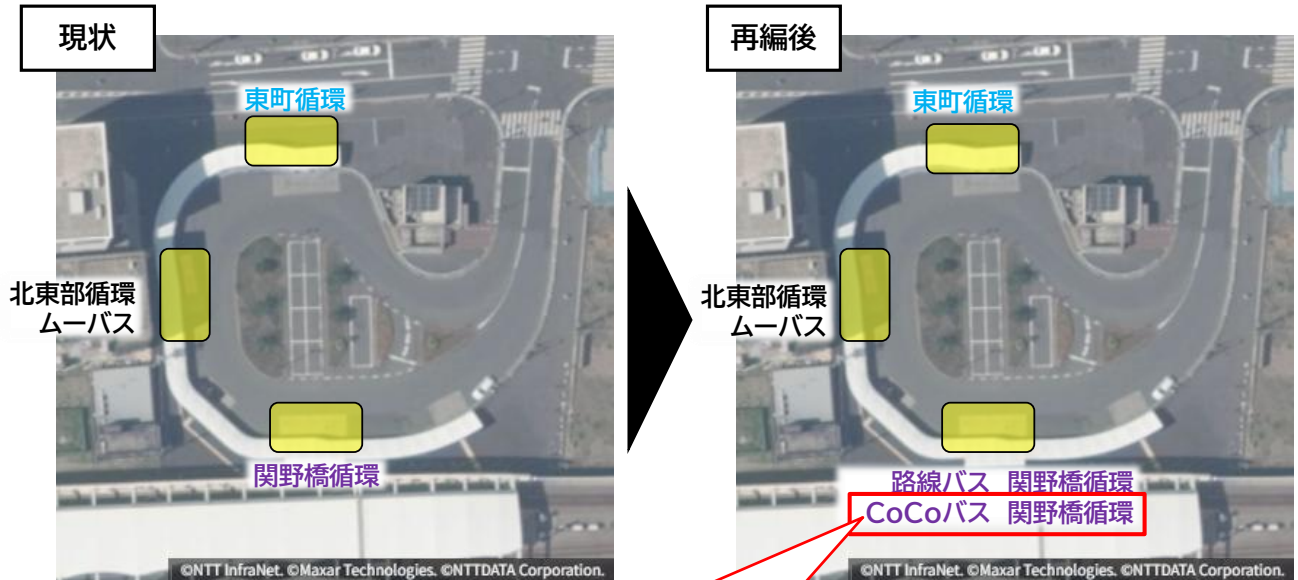 現状
東町循環
北東部循環
ムーバス
関野橋循環
©NTT InfraNet. ©Maxar Technologies. ©NTTDATA Corporation.
再編後
東町循環
北東部循環
ムーバス
路線バス 関野橋循環
CoCoバス 関野橋循環
©NTT InfraNet. ©Maxar Technologies. ©NTTDATA Corporation.